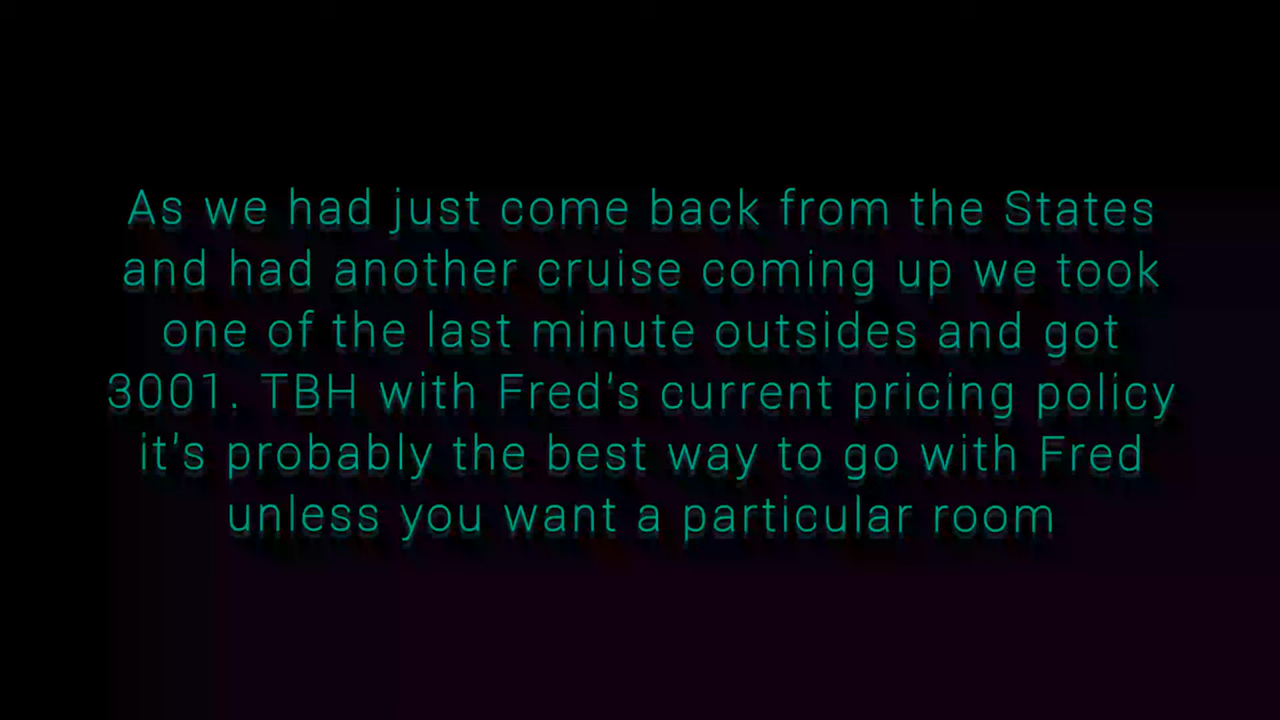 As we had just come back from the States
and had another cruise coming up we took
one of the last minute outsides and got
3001. TBH with Fred's current pricing policy
it's probably the best way to go with Fred
unless you want a particular room